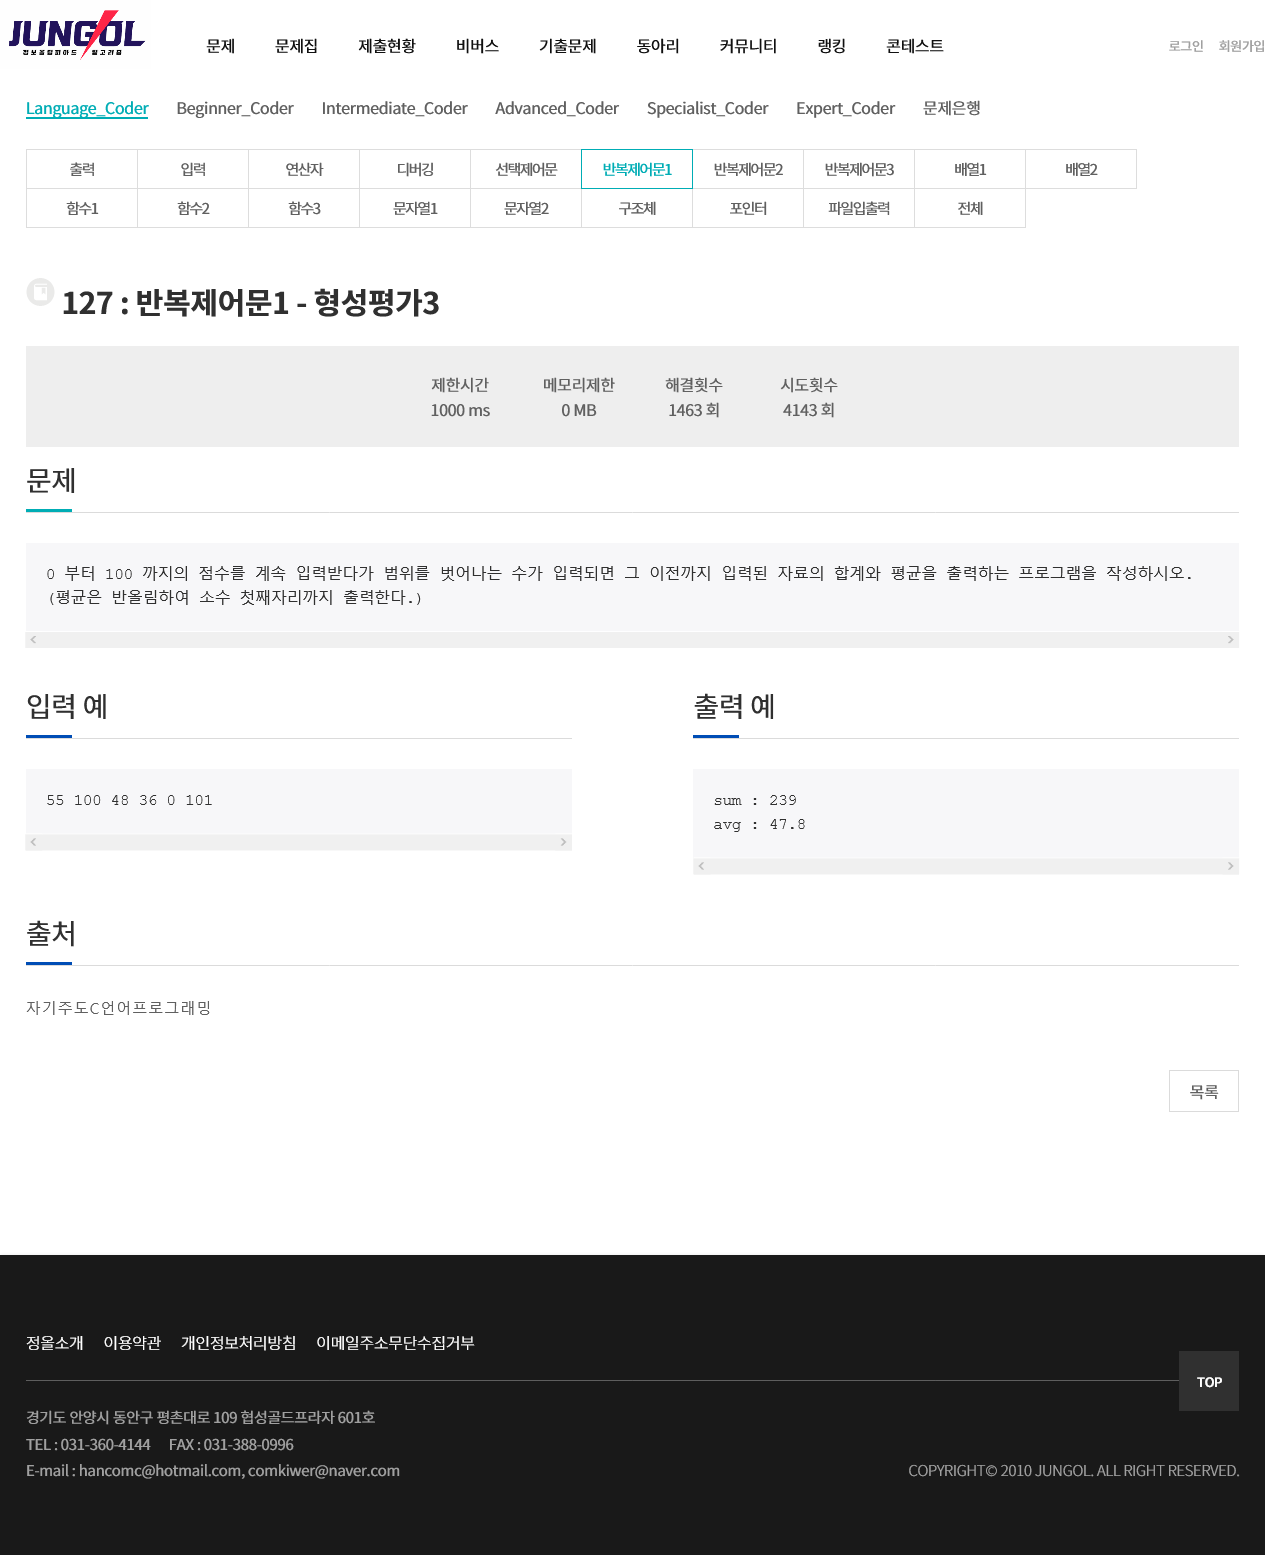 JUNGOL
정보올림피아드 알고리즘
문제 문제집 제출현황 비버스 기출문제 동아리 커뮤니티 랭킹 콘테스트 로그인 회원가입
Language_Coder Beginner_Coder Intermediate_Coder Advanced_Coder Specialist_Coder Expert_Coder 문제은행
출력 입력 연산자 디버깅 선택제어문 반복제어문1 반복제어문2 반복제어문3 배열1 배열2
함수1 함수2 함수3 문자열1 문자열2 구조체 포인터 파일입출력 전체
127 : 반복제어문1 - 형성평가3
제한시간 메모리제한 해결횟수 시도횟수
1000 ms 0 MB 1463 회 4143 회
문제
0 부터 100 까지의 점수를 계속 입력받다가 범위를 벗어나는 수가 입력되면 그 이전까지 입력된 자료의 합계와 평균을 출력하는 프로그램을 작성하시오.
(평균은 반올림하여 소수 첫째자리까지 출력한다.)
입력 예
55 100 48 36 0 101
출력 예
sum : 239
avg : 47.8
출처
자기주도C언어프로그래밍
목록
정올소개 이용약관 개인정보처리방침 이메일주소무단수집거부
TOP
경기도 안양시 동안구 평촌대로 109 협성골드프라자 601호
TEL : 031-360-4144 FAX : 031-388-0996
E-mail : hancomc@hotmail.com, comkiwer@naver.com
COPYRIGHT© 2010 JUNGOL. ALL RIGHT RESERVED.